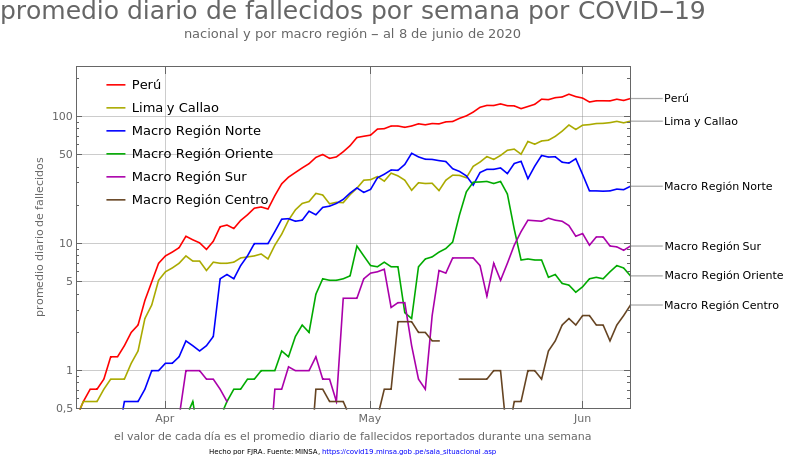 promedio diario de fallecidos por semana por COVID‒19
nacional y por macro región ‒ al 8 de junio de 2020
promedio diario de fallecidos
100
50
10
5
1
0,5
Perú
Lima y Callao
Macro Región Norte
Macro Región Oriente
Macro Región Sur
Macro Región Centro
Perú
Lima y Callao
Macro Región Norte
Macro Región Sur
Macro Región Oriente
Macro Región Centro
Apr
May
Jun
el valor de cada día es el promedio diario de fallecidos reportados durante una semana
Hecho por FJRA. Fuente: MINSA, https://covid19.minsa.gob.pe/sala_situacional .asp